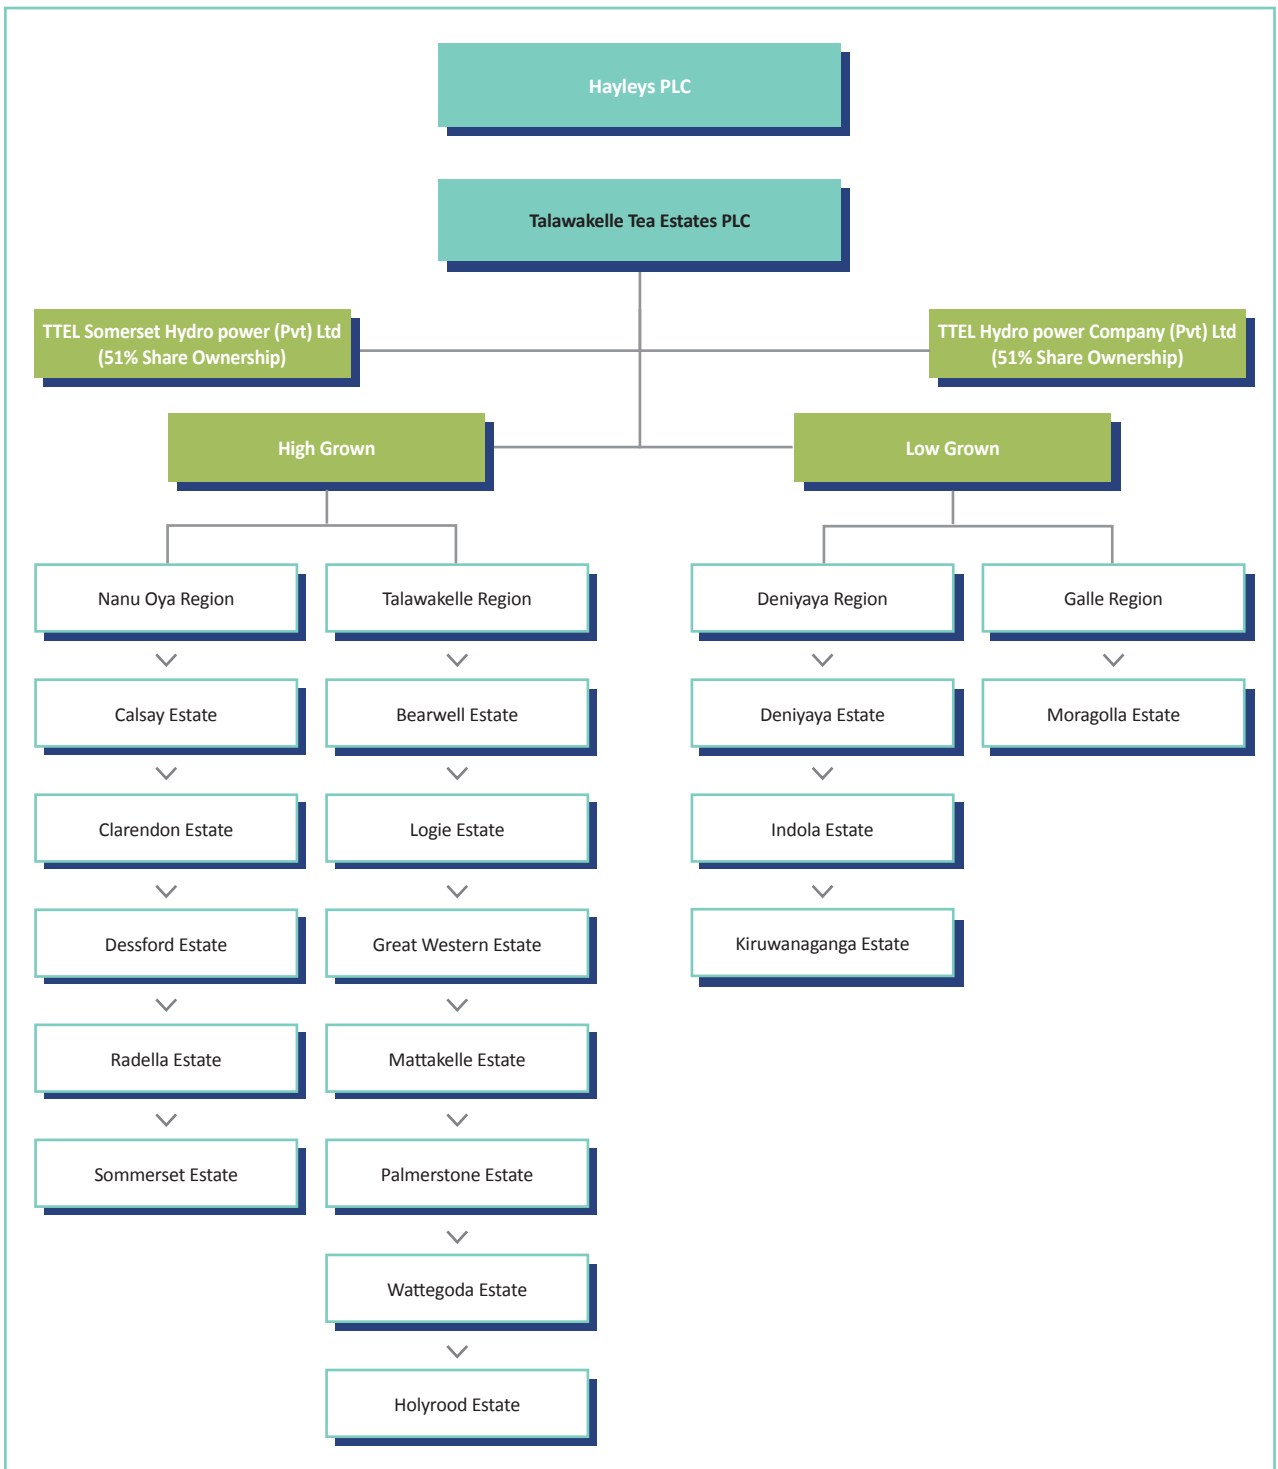 Hayleys PLC
Talawakelle Tea Estates PLC
TTEL Somerset Hydro power (Pvt) Ltd
(51% Share Ownership)
TTEL Hydro power Company (Pvt) Ltd
(51% Share Ownership)
High Grown
Low Grown
Nanu Oya Region
Talawakelle Region
Deniyaya Region
Galle Region
Calsay Estate
Bearwell Estate
Deniyaya Estate
Moragolla Estate
Clarendon Estate
Logie Estate
Indola Estate
Dessford Estate
Great Western Estate
Kiruwanaganga Estate
Radella Estate
Mattakelle Estate
Sommerset Estate
Palmerstone Estate
Wattegoda Estate
Holyrood Estate